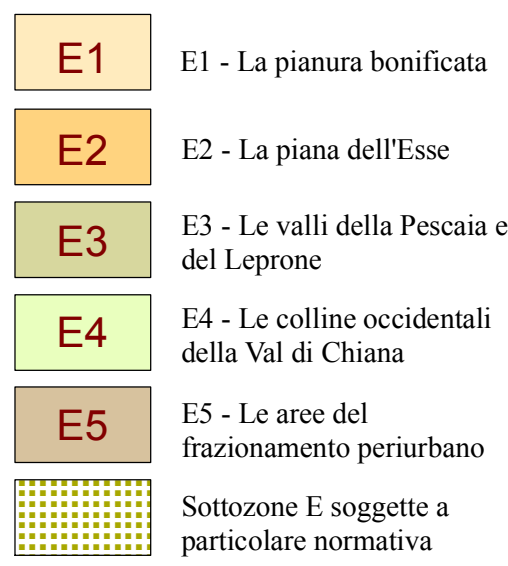 E1
E1 - La pianura bonificata
E2
E2 - La piana dell'Esse
E3
E3 - Le valli della Pescaia e
del Leprone
E4
E4 - Le colline occidentali
della Val di Chiana
E5
E5 - Le aree del
frazionamento periurbano
Sottozone E soggette a
particolare normativa